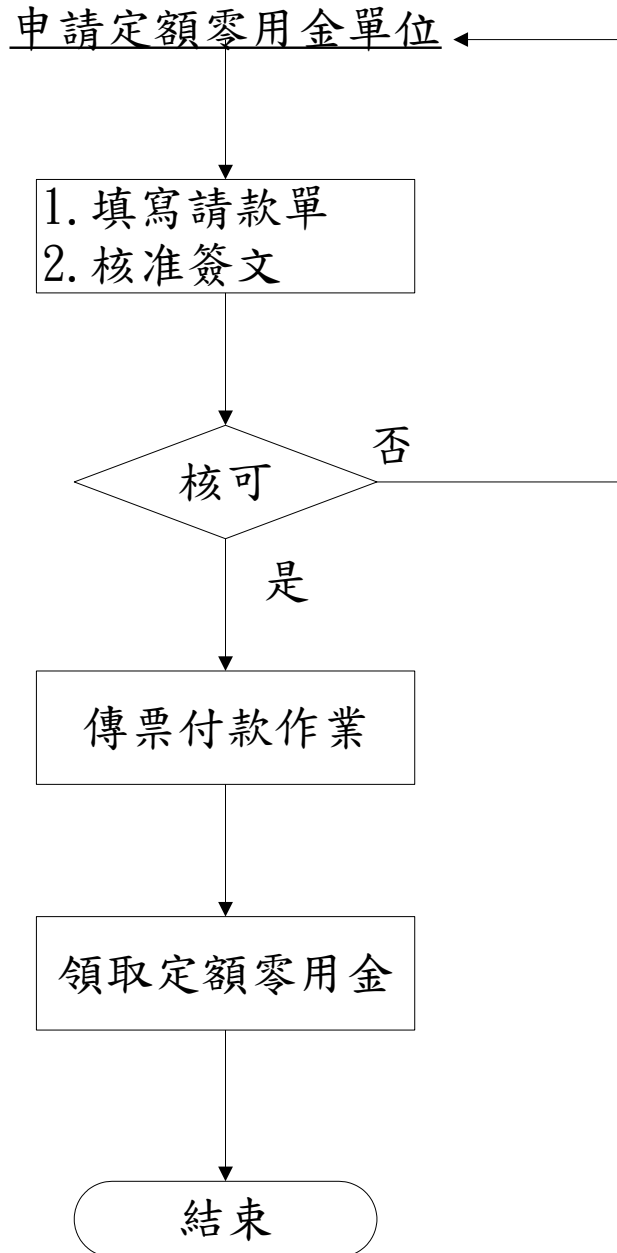 申請定額零用金單位
1. 填寫請款單
2. 核准簽文
核可
否
是
傳票付款作業
領取定額零用金
結束